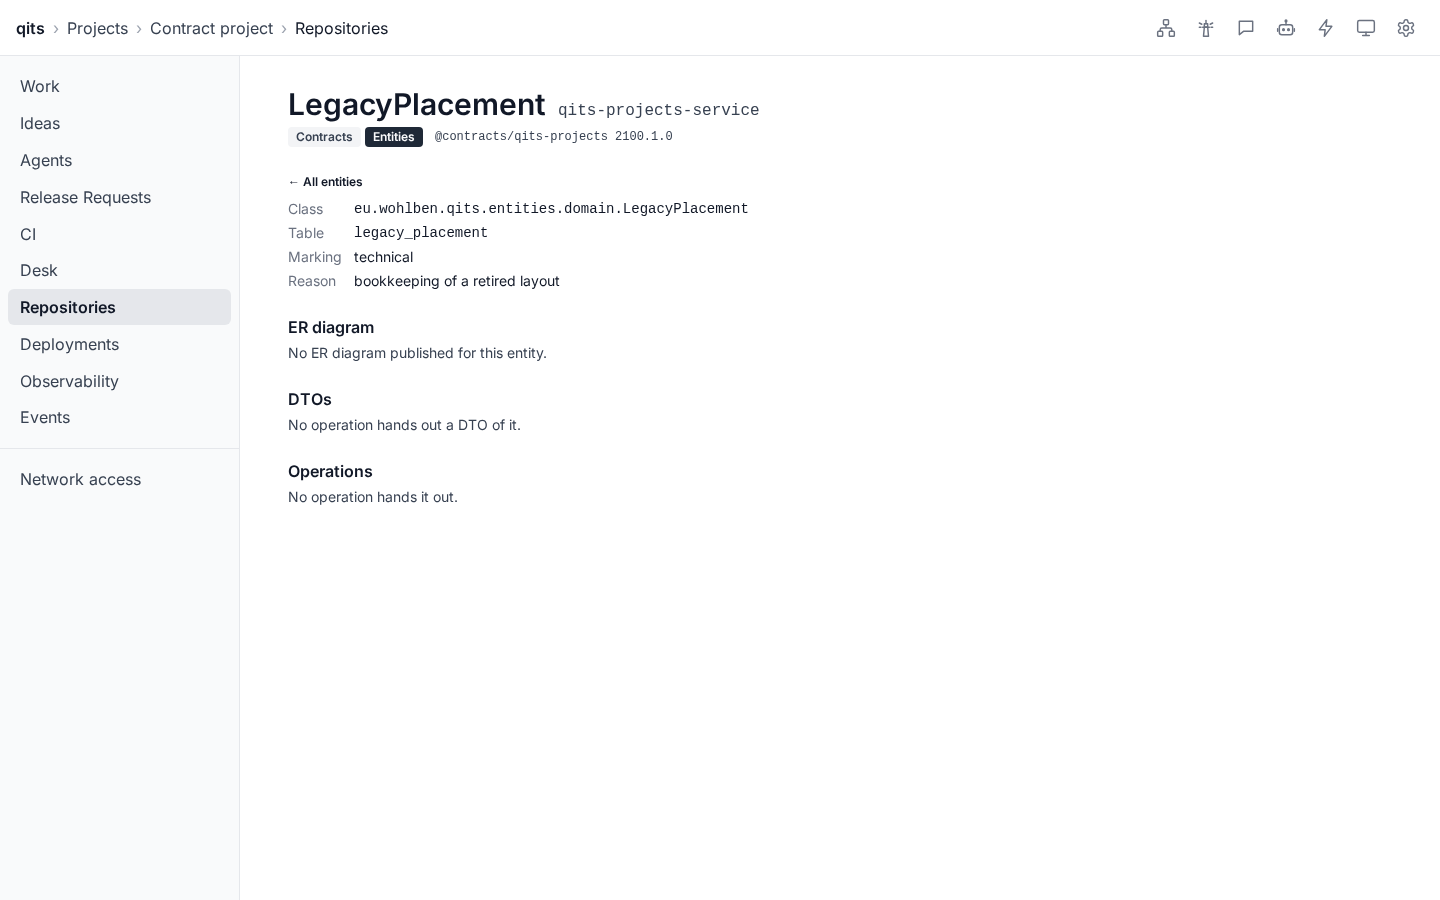 qits › Projects › Contract project › Repositories
Work
Ideas
Agents
Release Requests
CI
Desk
Repositories
Deployments
Observability
Events
Network access
LegacyPlacement qits-projects-service
Contracts Entities @contracts/qits-projects 2100.1.0
← All entities
Class eu.wohlben.qits.entities.domain.LegacyPlacement
Table legacy_placement
Marking technical
Reason bookkeeping of a retired layout
ER diagram
No ER diagram published for this entity.
DTOs
No operation hands out a DTO of it.
Operations
No operation hands it out.